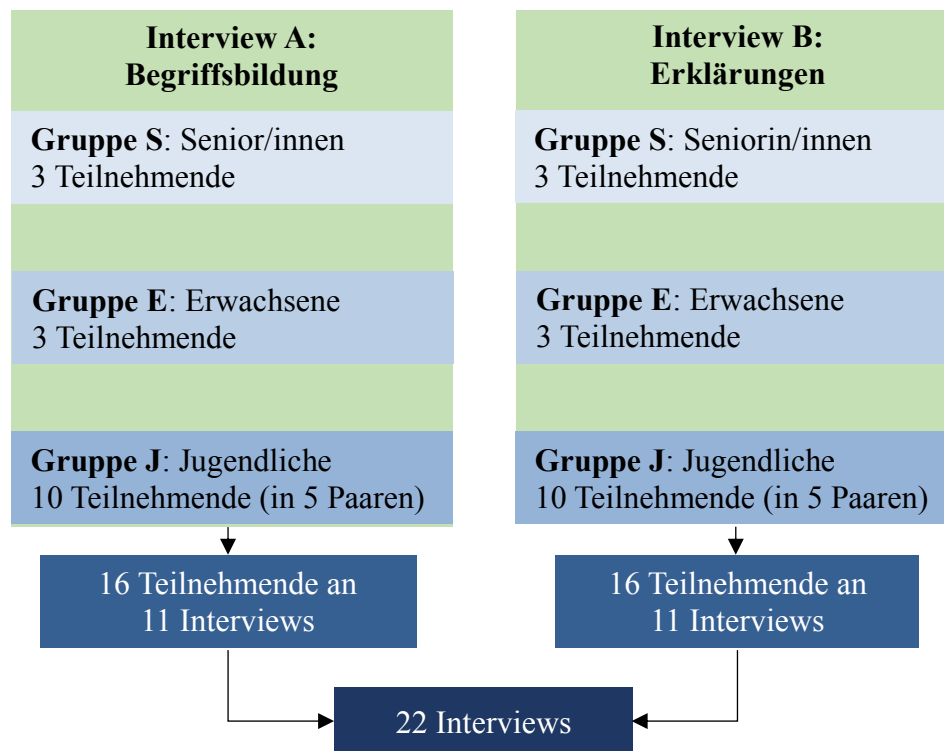 Interview A:
Begriffsbildung
Gruppe S: Senior/innen
3 Teilnehmende
Gruppe E: Erwachsene
3 Teilnehmende
Gruppe J: Jugendliche
10 Teilnehmende (in 5 Paaren)
16 Teilnehmende an
11 Interviews
Interview B:
Erklärungen
Gruppe S: Seniorin/innen
3 Teilnehmende
Gruppe E: Erwachsene
3 Teilnehmende
Gruppe J: Jugendliche
10 Teilnehmende (in 5 Paaren)
16 Teilnehmende an
11 Interviews
22 Interviews